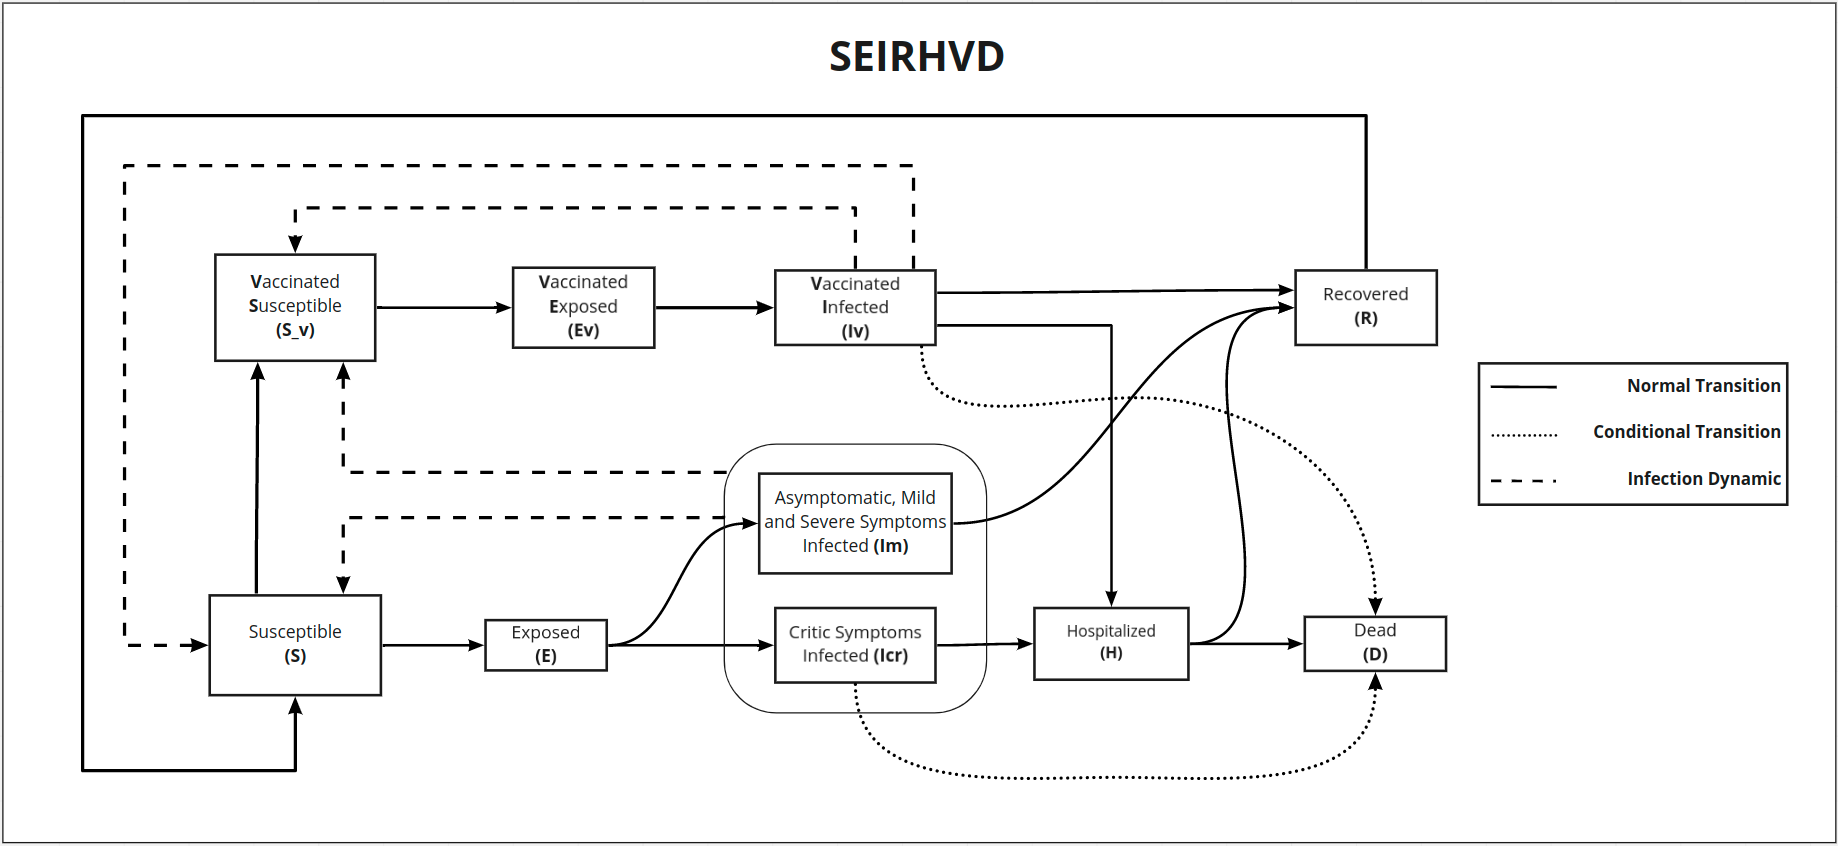 SEIRHVD
Vaccinated
Susceptible
(S_v)
Vaccinated
Exposed
(Ev)
Vaccinated
Infected
(Iv)
Recovered
(R)
Normal Transition
Conditional Transition
Infection Dynamic
Asymptomatic, Mild
and Severe Symptoms
Infected (Im)
Susceptible
(S)
Exposed
(E)
Critic Symptoms
Infected (Icr)
Hospitalized
(H)
Dead
(D)